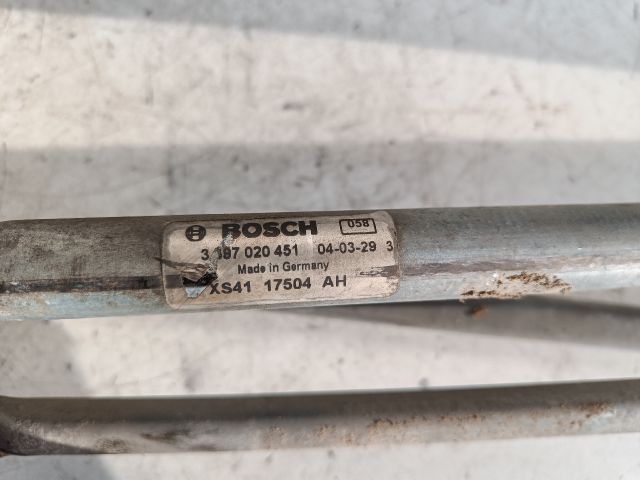 BOSCH 058
3 397 020 451 04-03-29 3
Made in Germany
XS41 17504 AH